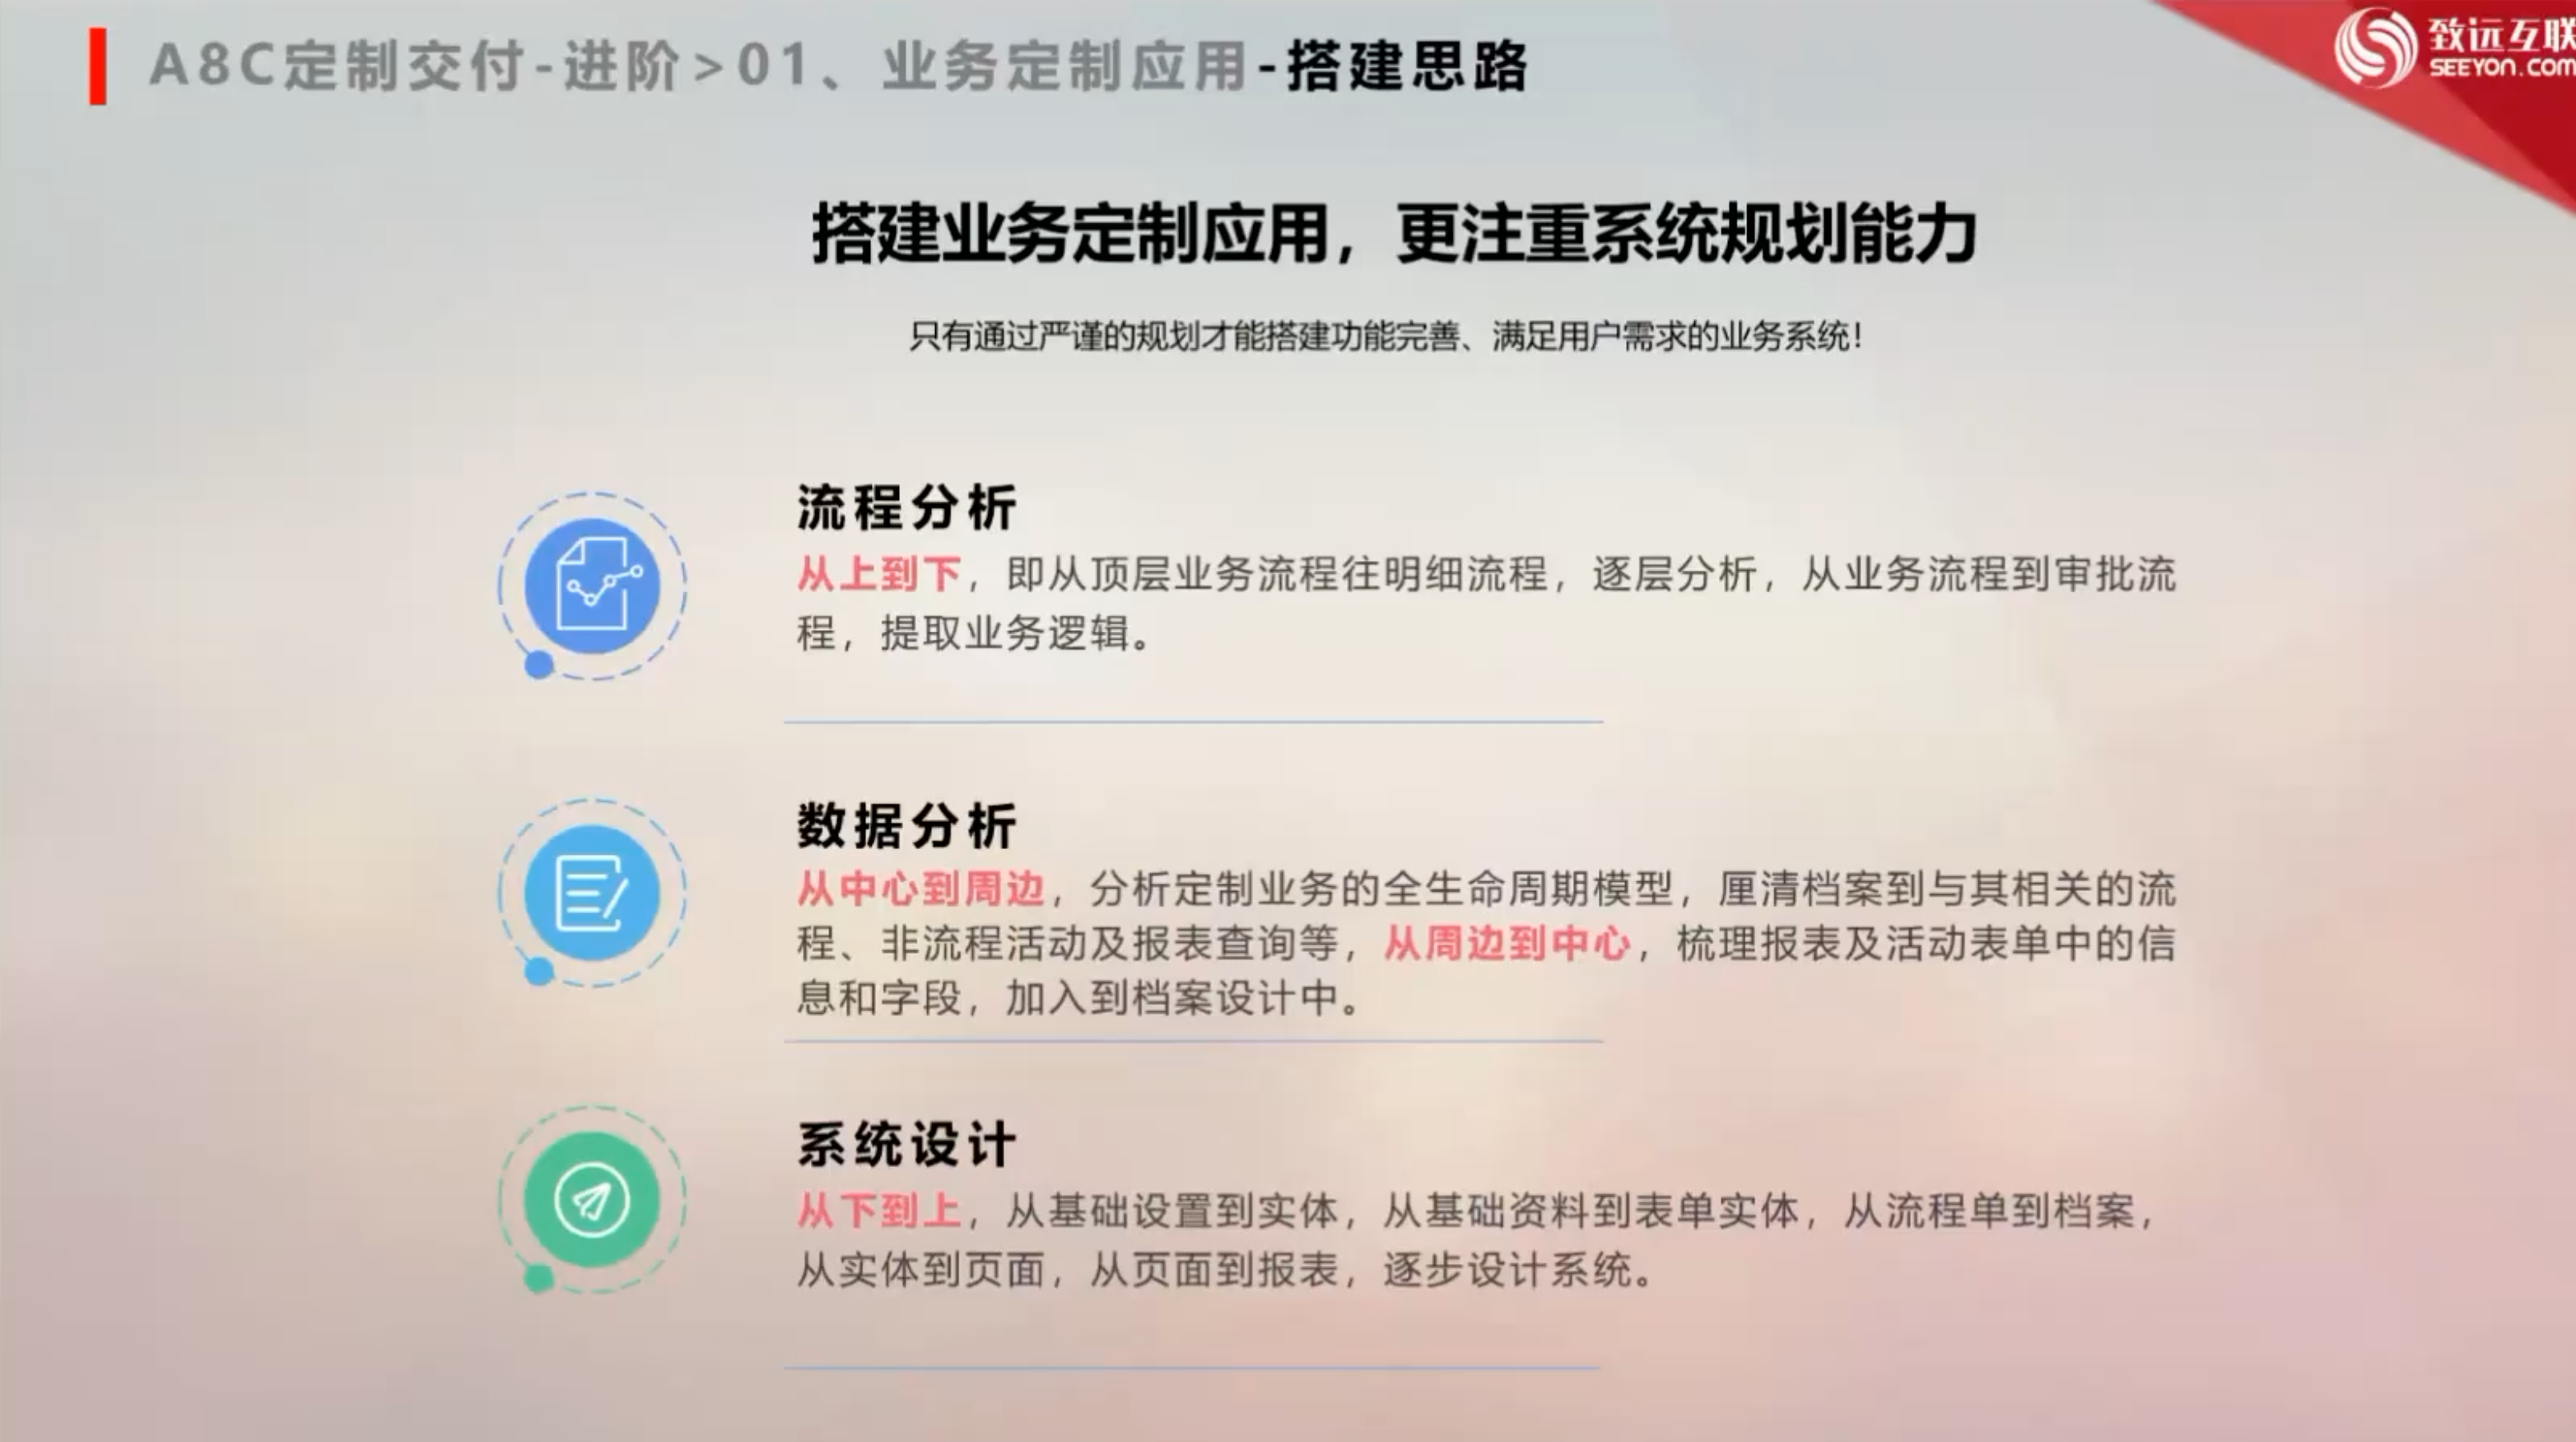 A8C定制交付-进阶>01、业务定制应用-搭建思路
致远互联
SEEYON.COM
搭建业务定制应用，更注重系统规划能力
只有通过严谨的规划才能搭建功能完善、满足用户需求的业务系统！
流程分析
从上到下，即从顶层业务流程往明细流程，逐层分析，从业务流程到审批流
程，提取业务逻辑。
数据分析
从中心到周边，分析定制业务的全生命周期模型，厘清档案到与其相关的流
程、非流程活动及报表查询等，从周边到中心，梳理报表及活动表单中的信
息和字段，加入到档案设计中。
系统设计
从下到上，从基础设置到实体，从基础资料到表单实体，从流程单到档案，
从实体到页面，从页面到报表，逐步设计系统。